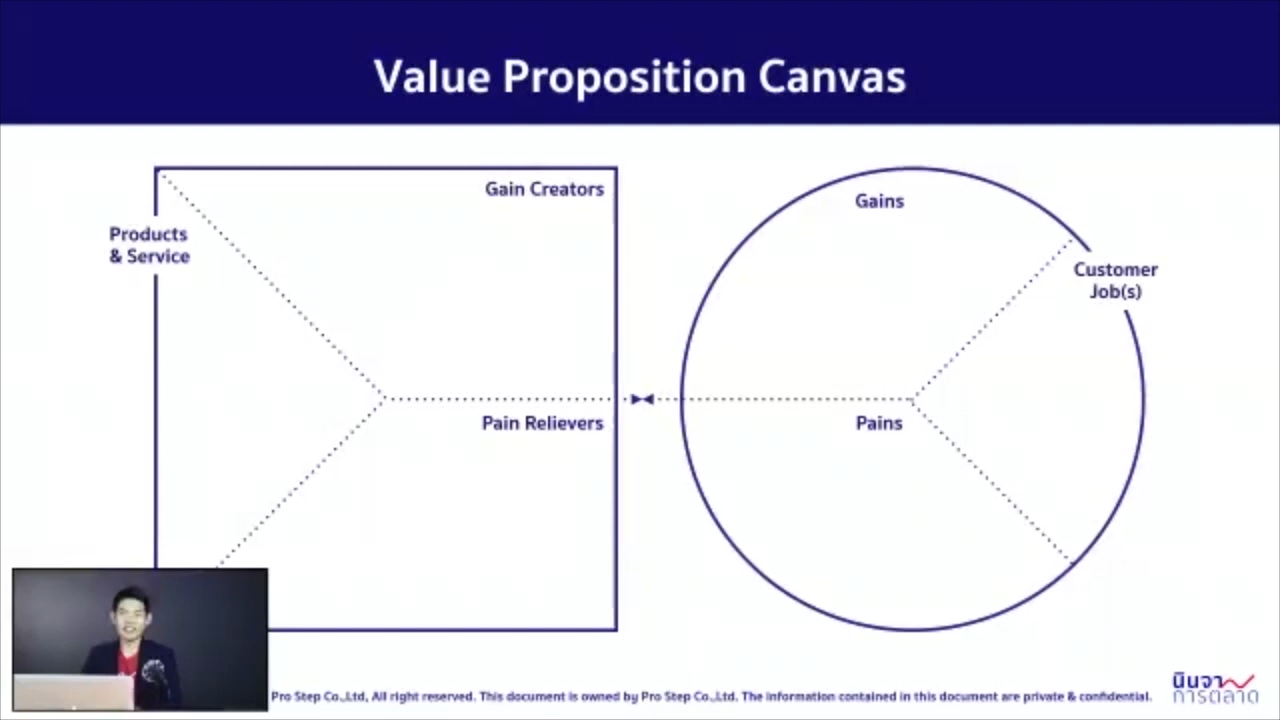 Value Proposition Canvas
Gain Creators
Products
& Service
Pain Relievers
Gains
Customer
Job(s)
Pains
Pro Step Co.,Ltd, All right reserved. This document is owned by Pro Step Co.,Ltd. The information contained in this document are private & confidential.
นินจา
การตลาด